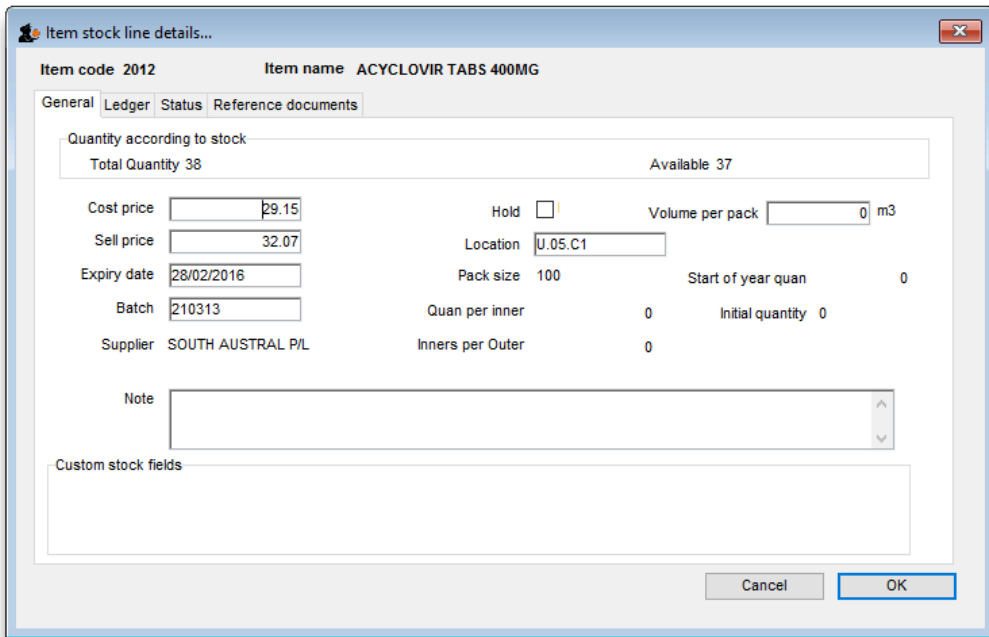 Item stock line details...
Item code 2012 Item name ACYCLOVIR TABS 400MG
General Ledger Status Reference documents
Quantity according to stock
Total Quantity 38 Available 37
Cost price 29.15 Hold Volume per pack 0 m3
Sell price 32.07 Location U.05.C1
Expiry date 28/02/2016 Pack size 100 Start of year quan 0
Batch 210313 Quan per inner 0 Initial quantity 0
Supplier SOUTH AUSTRAL P/L Inners per Outer 0
Note
Custom stock fields
Cancel OK